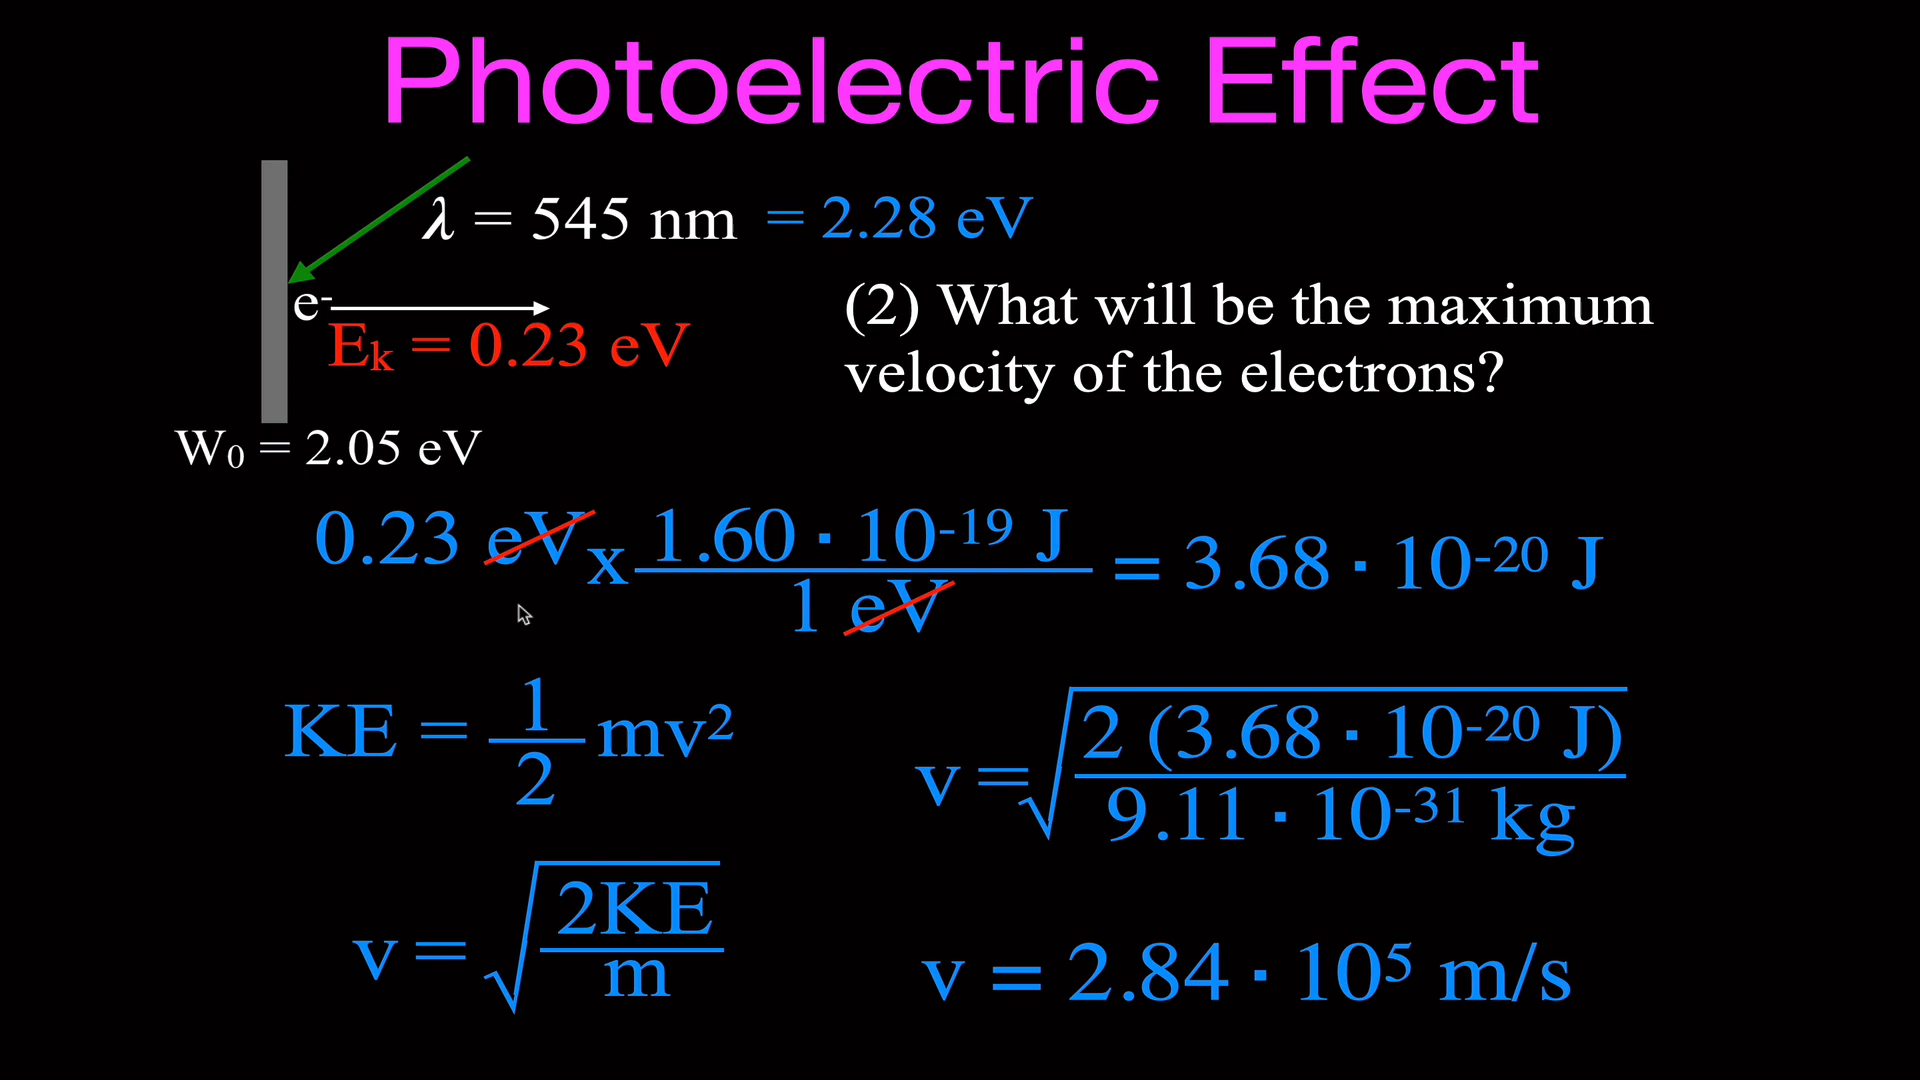 Photoelectric Effect
λ = 545 nm = 2.28 eV
e-
E_k = 0.23 eV
(2) What will be the maximum
velocity of the electrons?
W₀ = 2.05 eV
0.23 eV x 1.60 · 10⁻¹⁹ J / 1 eV = 3.68 · 10⁻²⁰ J
KE = 1/2 mv²
v = √(2 (3.68 · 10⁻²⁰ J) / 9.11 · 10⁻³¹ kg)
v = √(2KE / m)
v = 2.84 · 10⁵ m/s